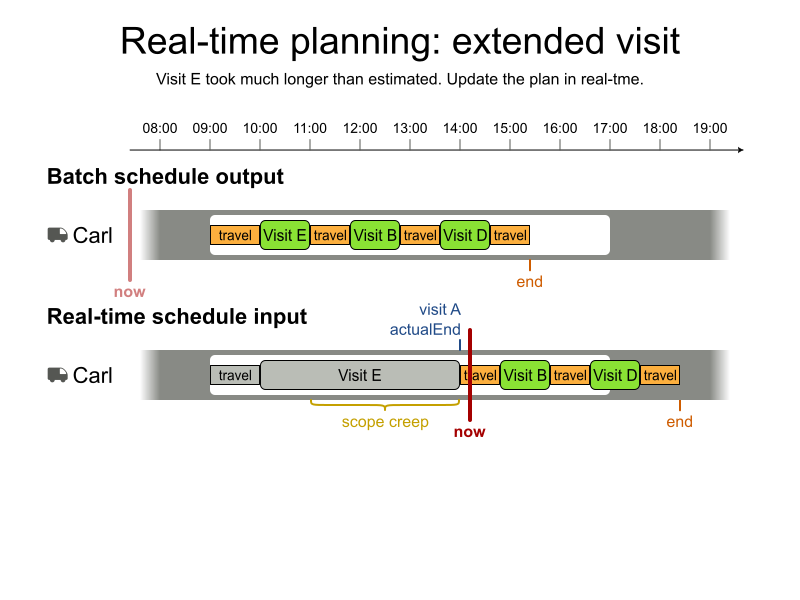 Real-time planning: extended visit
Visit E took much longer than estimated. Update the plan in real-tme.
08:00 09:00 10:00 11:00 12:00 13:00 14:00 15:00 16:00 17:00 18:00 19:00
Batch schedule output
Carl travel Visit E travel Visit B travel Visit D travel
end
now
Real-time schedule input
visit A
actualEnd
Carl travel Visit E travel Visit B travel Visit D travel
scope creep
now
end